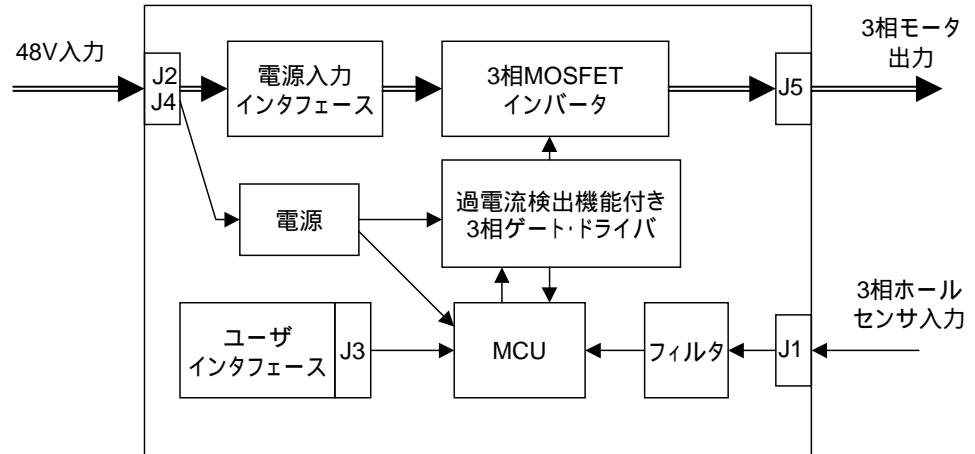 48V入力
J2
J4
電源入力
インタフェース
3相MOSFET
インバータ
J5
3相モータ
出力
電源
過電流検出機能付き
3相ゲート・ドライバ
ユーザ
インタフェース
J3
MCU
フィルタ
J1
3相ホール
センサ入力